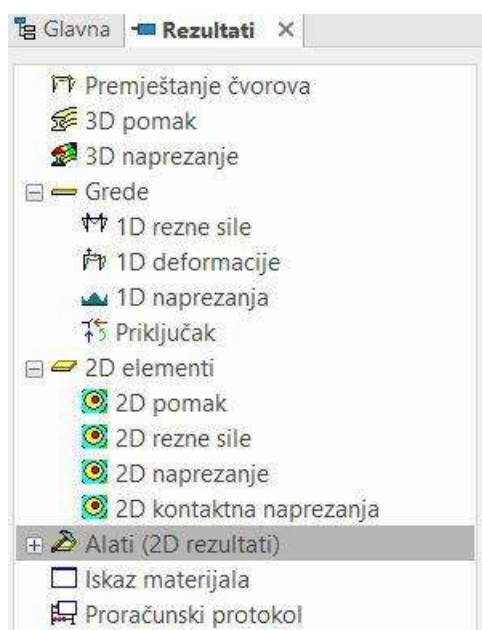 Glavna Rezultati
Premještanje čvorova
3D pomak
3D naprezanje
Grede
1D rezne sile
1D deformacije
1D naprezanja
Priključak
2D elementi
2D pomak
2D rezne sile
2D naprezanje
2D kontaktna naprezanja
Alati (2D rezultati)
Iskaz materijala
Proračunski protokol